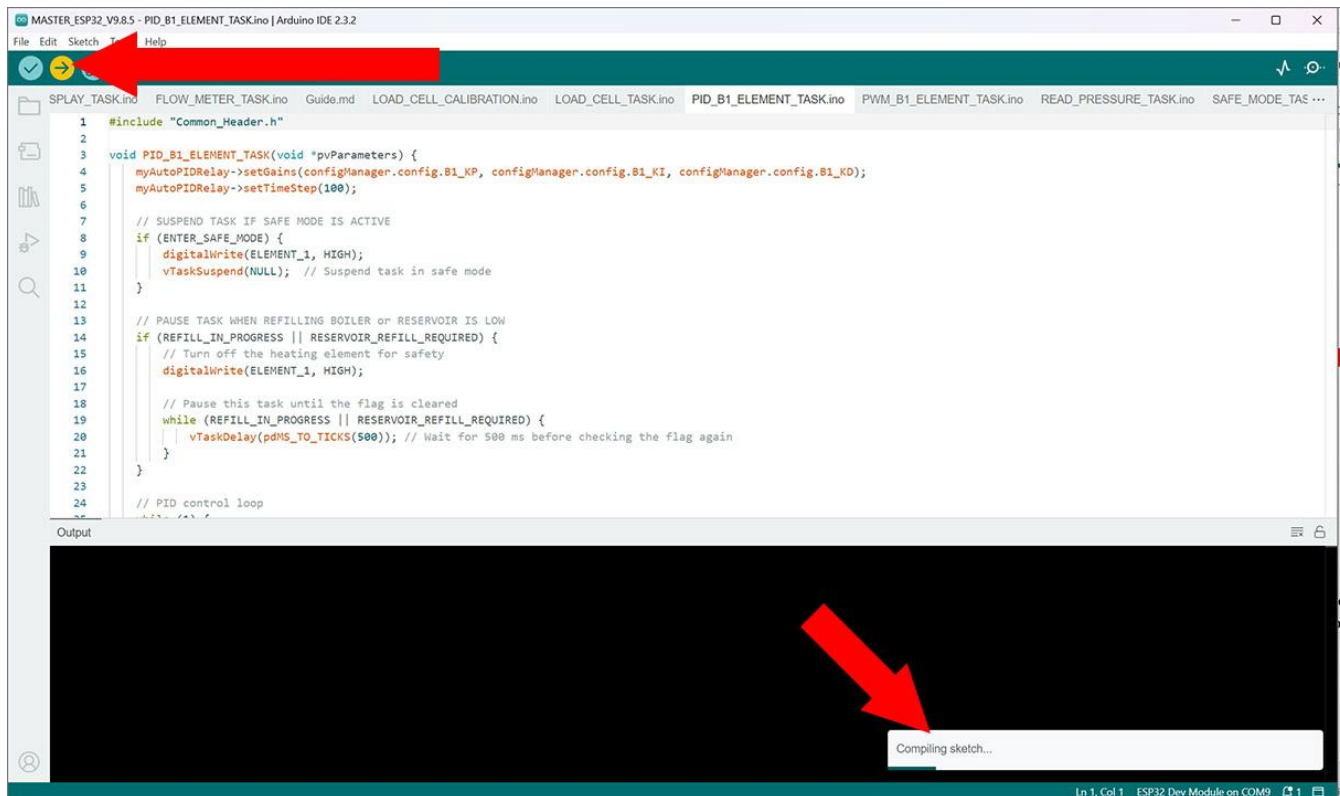 MASTER_ESP32_V9.8.5 - PID_B1_ELEMENT_TASK.ino | Arduino IDE 2.3.2
File Edit Sketch Help
SPLAY_TASK.ino FLOW_METER_TASK.ino Guide.md LOAD_CELL_CALIBRATION.ino LOAD_CELL_TASK.ino PID_B1_ELEMENT_TASK.ino PWM_B1_ELEMENT_TASK.ino READ_PRESSURE_TASK.ino SAFE_MODE_TAS ...
1 #include "Common_Header.h"
2
3 void PID_B1_ELEMENT_TASK(void *pvParameters) {
4 myAutoPIDRelay->setGains(configManager.config.B1_KP, configManager.config.B1_KI, configManager.config.B1_KD);
5 myAutoPIDRelay->setTimeStep(100);
6
7 // SUSPEND TASK IF SAFE MODE IS ACTIVE
8 if (ENTER_SAFE_MODE) {
9 digitalWrite(ELEMENT_1, HIGH);
10 vTaskSuspend(NULL); // Suspend task in safe mode
11 }
12
13 // PAUSE TASK WHEN REFILLING BOILER or RESERVOIR IS LOW
14 if (REFILL_IN_PROGRESS || RESERVOIR_REFILL_REQUIRED) {
15 // Turn off the heating element for safety
16 digitalWrite(ELEMENT_1, HIGH);
17
18 // Pause this task until the flag is cleared
19 while (REFILL_IN_PROGRESS || RESERVOIR_REFILL_REQUIRED) {
20 vTaskDelay(pdMS_TO_TICKS(500)); // Wait for 500 ms before checking the flag again
21 }
22 }
23
24 // PID control loop
Output
Compiling sketch...
Ln 1, Col 1 ESP32 Dev Module on COM9 1